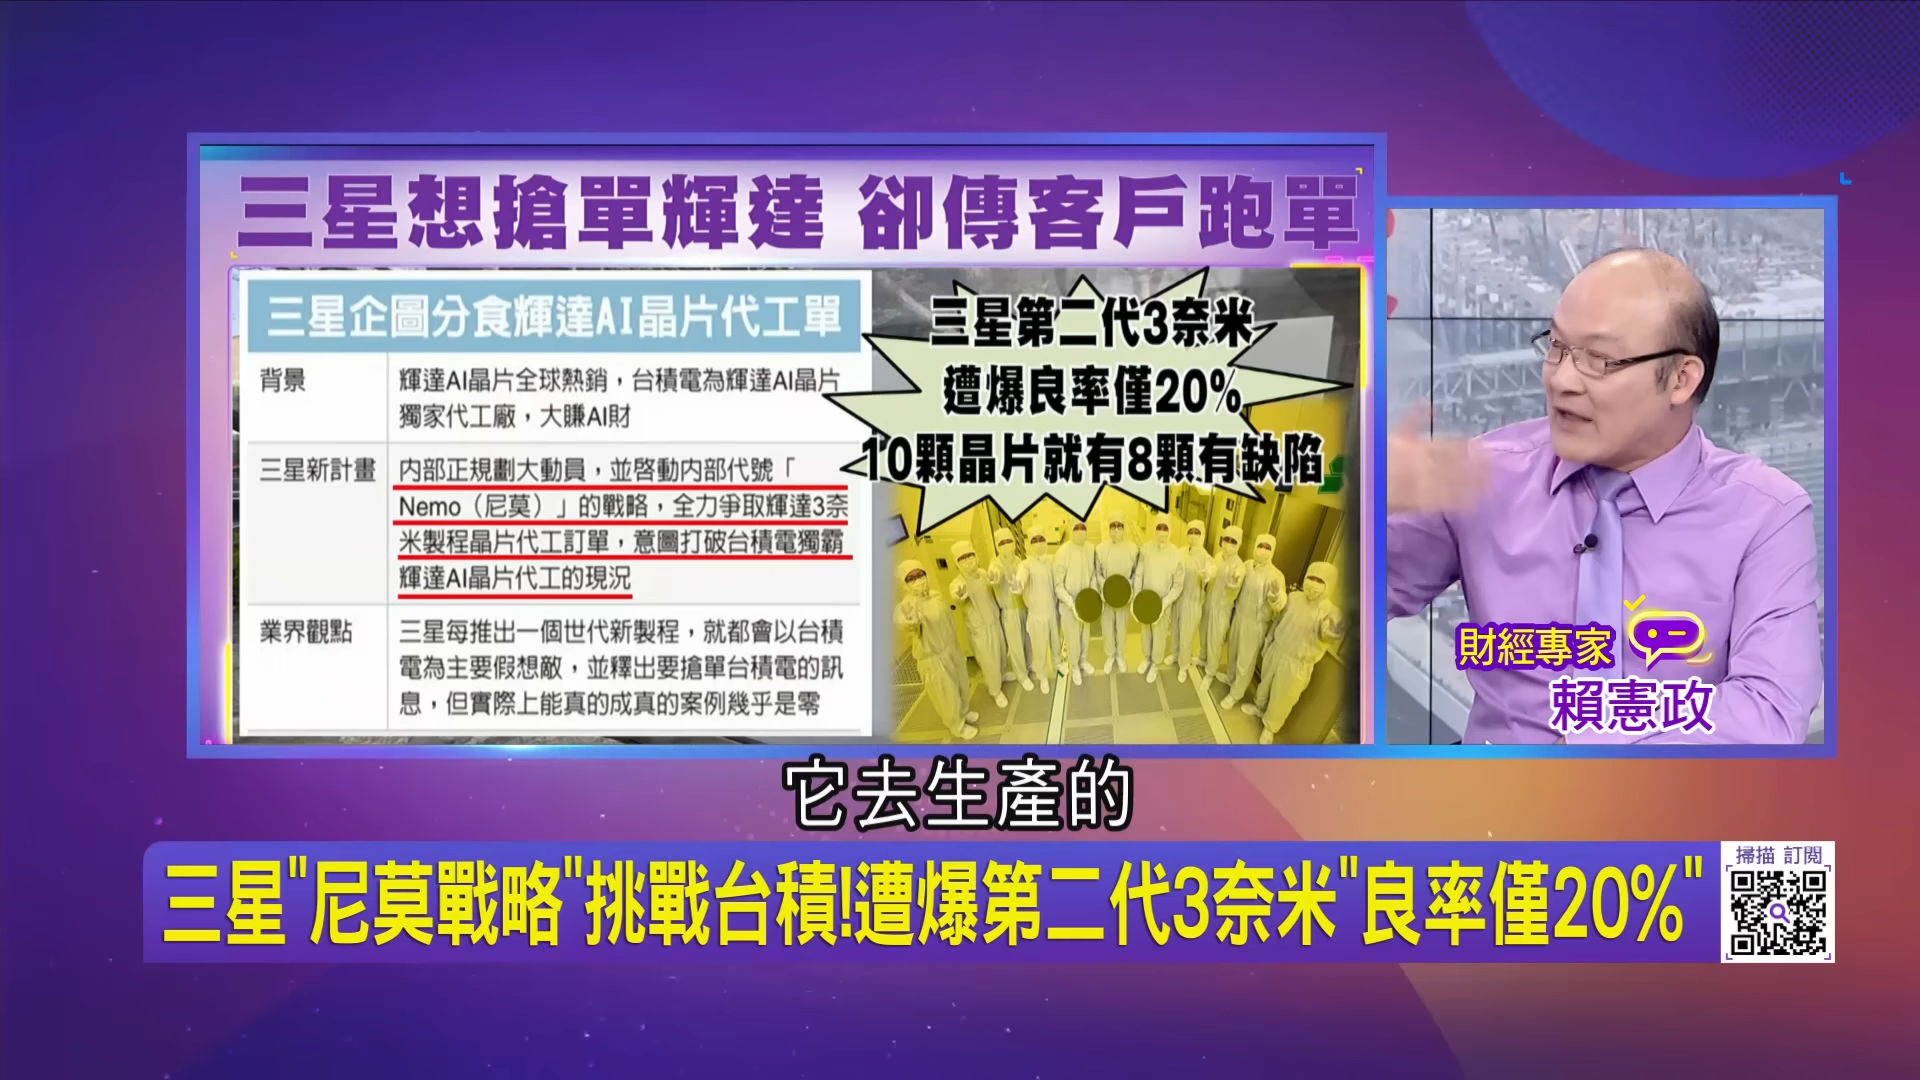 三星想搶單輝達 卻傳客戶跑單
三星企圖分食輝達AI晶片代工單
背景
輝達AI晶片全球熱銷，台積電為輝達AI晶片
獨家代工廠，大賺AI財
三星新計畫
內部正規劃大動員，並啓動內部代號「
Nemo（尼莫）」的戰略，全力爭取輝達3奈
米製程晶片代工訂單，意圖打破台積電獨霸
輝達AI晶片代工的現況
業界觀點
三星每推出一個世代新製程，就都會以台積
電為主要假想敵，並釋出要搶單台積電的訊
息，但實際上能真的成真的案例幾乎是零
三星第二代3奈米
遭爆良率僅20%
10顆晶片就有8顆有缺陷
財經專家
賴憲政
它去生產的
三星"尼莫戰略"挑戰台積!遭爆第二代3奈米"良率僅20%"
掃描 訂閱